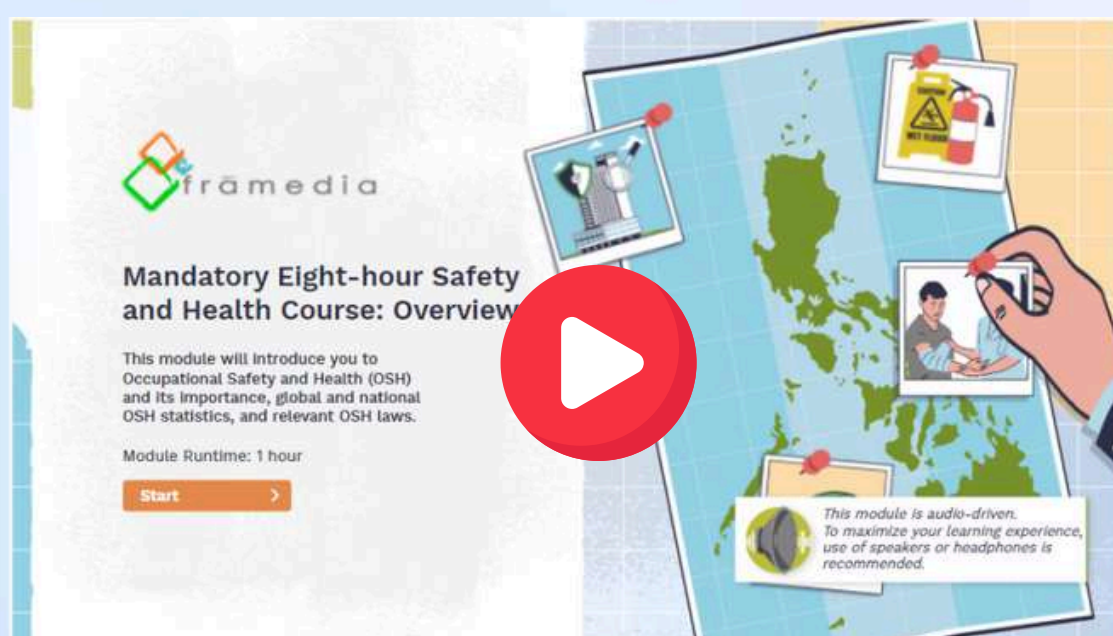 främedia
Mandatory Eight-hour Safety
and Health Course: Overview
This module will introduce you to
Occupational Safety and Health (OSH)
and its importance, global and national
OSH statistics, and relevant OSH laws.
Module Runtime: 1 hour
Start
CAUTION
WET FLOOR
This module is audio-driven.
To maximize your learning experience,
use of speakers or headphones is
recommended.